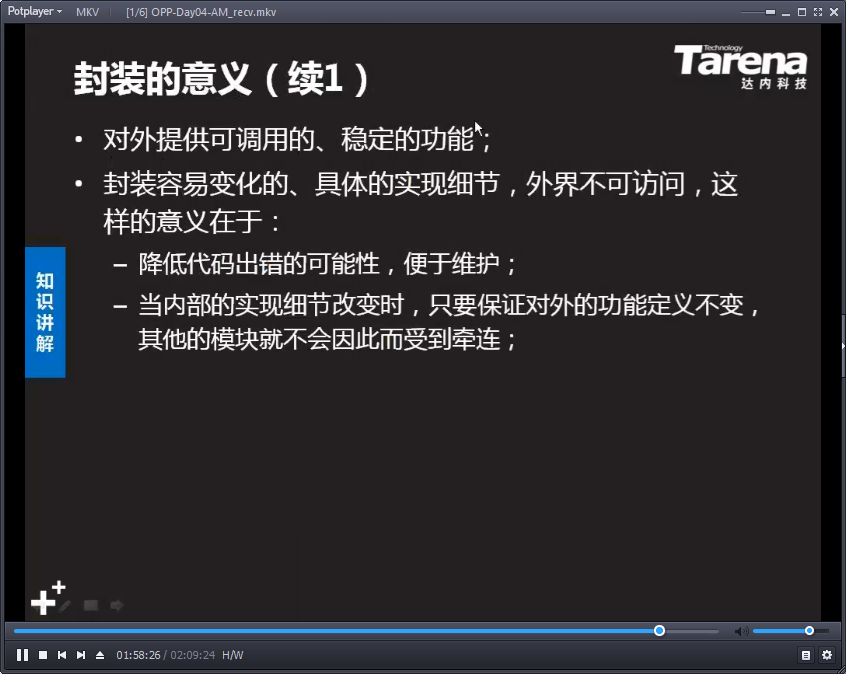 Potplayer MKV [1/6] OPP-Day04-AM_recv.mkv
Technology
Tarena
达内科技
封装的意义（续1）
• 对外提供可调用的、稳定的功能；
• 封装容易变化的、具体的实现细节，外界不可访问，这
样的意义在于：
– 降低代码出错的可能性，便于维护；
– 当内部的实现细节改变时，只要保证对外的功能定义不变，
其他的模块就不会因此而受到牵连；
知
识
讲
解
01:58:26 / 02:09:24 H/W